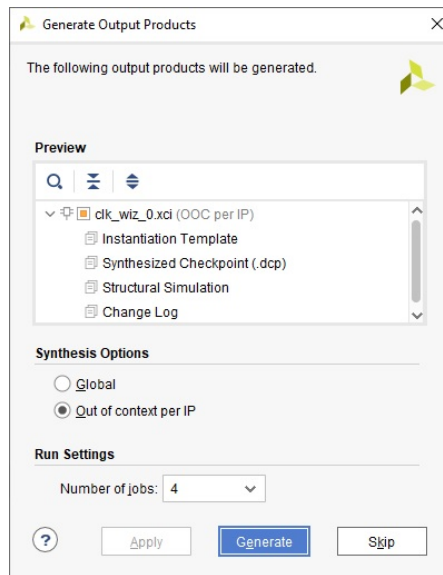 Generate Output Products
The following output products will be generated.
Preview
clk_wiz_0.xci (OOC per IP)
Instantiation Template
Synthesized Checkpoint (.dcp)
Structural Simulation
Change Log
Synthesis Options
Global
Out of context per IP
Run Settings
Number of jobs: 4
? Apply Generate Skip